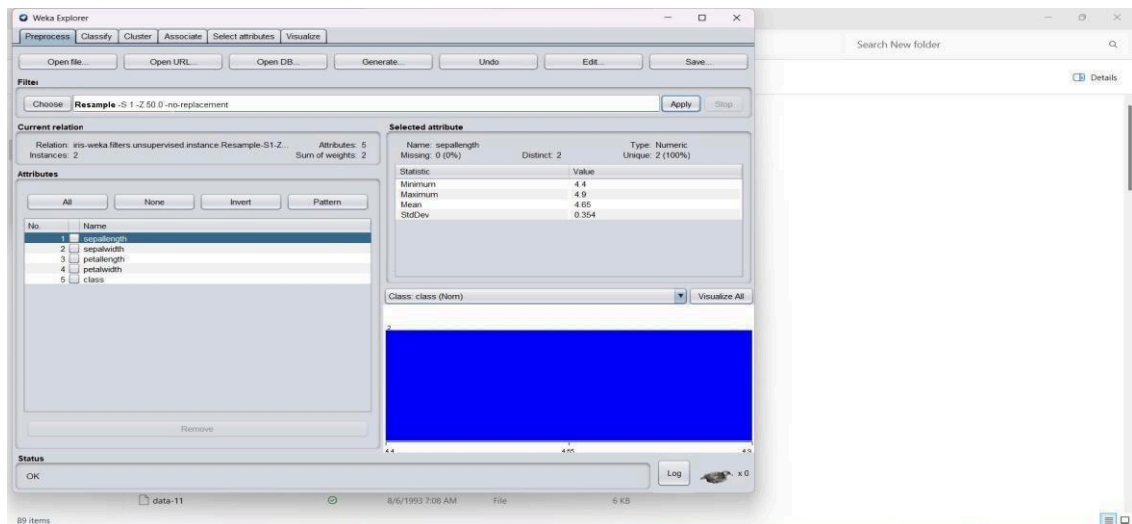 Weka Explorer
Search New folder
Preprocess Classify Cluster Associate Select attributes Visualize
Open file... Open URL... Open DB... Generate... Undo Edit... Save...
Details
Filter
Choose Resample -S 1 -Z 50.0 -no-replacement Apply Stop
Current relation
Relation: iris-weka.filters.unsupervised.instance.Resample-S1-Z... Attributes: 5
Instances: 2 Sum of weights: 2
Attributes
All None Invert Pattern
No. Name
1 sepallength
2 sepalwidth
3 petallength
4 petalwidth
5 class
Remove
Selected attribute
Name: sepallength Type: Numeric
Missing: 0 (0%) Distinct: 2 Unique: 2 (100%)
Statistic Value
Minimum 4.4
Maximum 4.9
Mean 4.65
StdDev 0.354
Class: class (Nom) Visualize All
2
4.4 4.65 4.9
Status
OK Log x 0
data-11 8/6/1993 7:08 AM File 6 KB
89 items